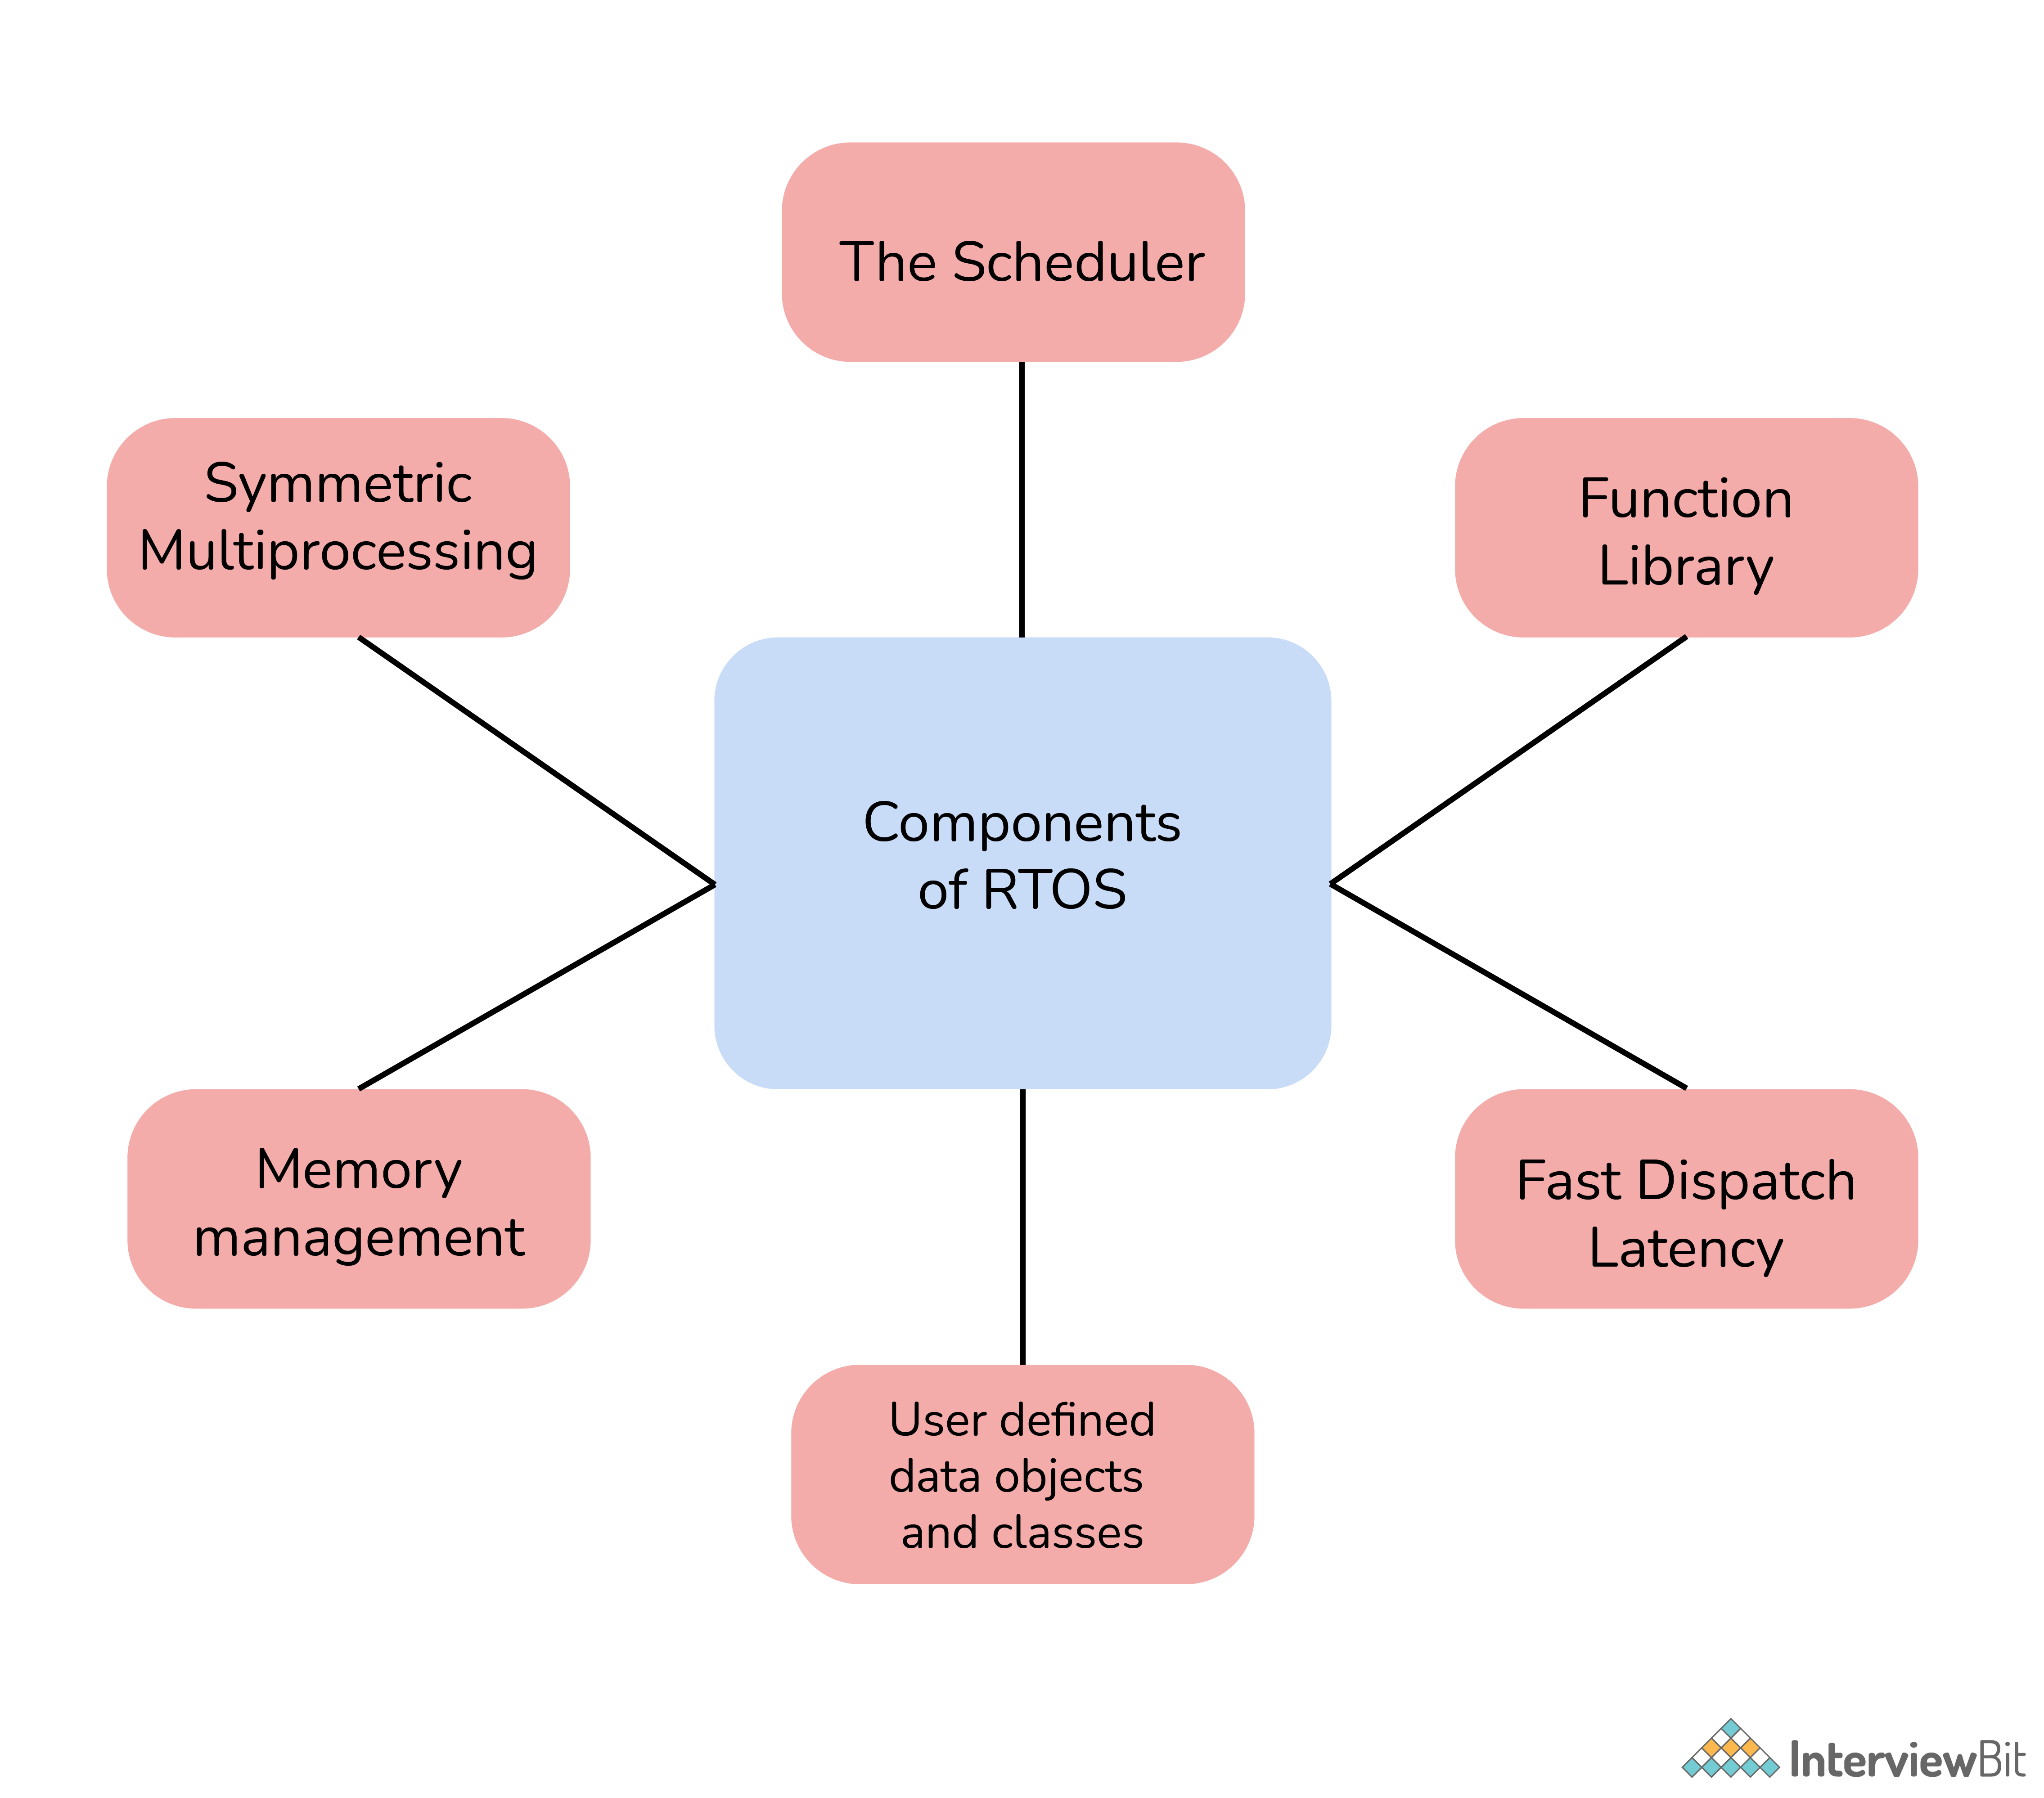 The Scheduler
Symmetric
Multiprocessing
Function
Library
Components
of RTOS
Memory
management
Fast Dispatch
Latency
User defined
data objects
and classes
InterviewBit